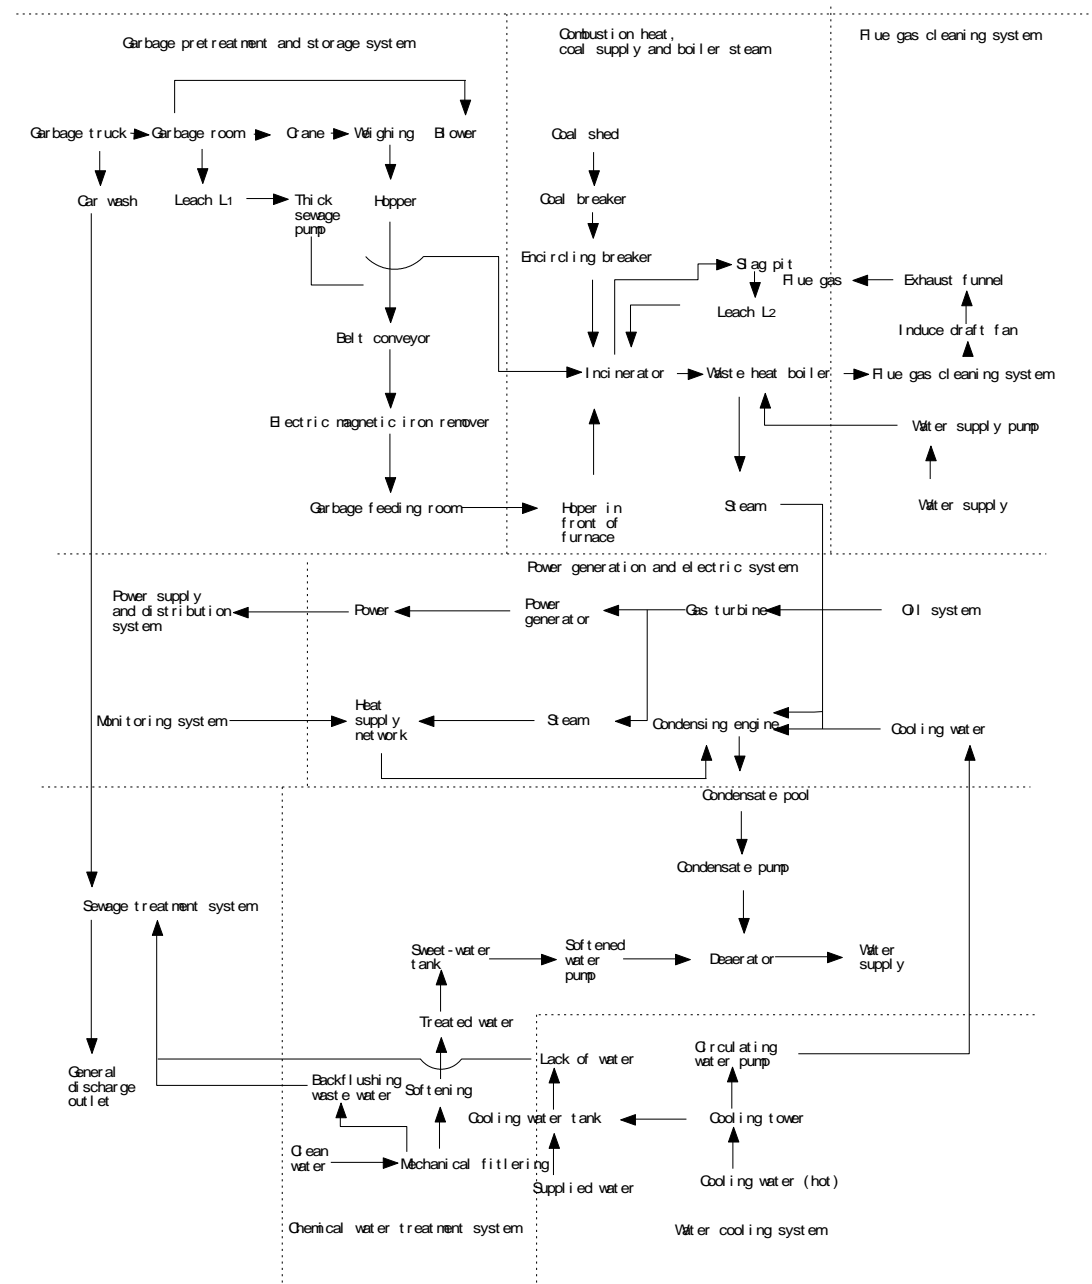 Garbage pretreatment and storage system
Combustion heat,
coal supply and boiler steam
Flue gas cleaning system
Garbage truck
Garbage room
Crane
Weighing
Blower
Coal shed
Car wash
Leach L1
Thick
sewage
pump
Hopper
Coal breaker
Encircling breaker
Slag pit
Flue gas
Exhaust funnel
Leach L2
Induce draft fan
Belt conveyor
Incinerator
Waste heat boiler
Flue gas cleaning system
Electric magnetic iron remover
Water supply pump
Garbage feeding room
Hoper in
front of
furnace
Steam
Water supply
Power generation and electric system
Power supply
and distribution
system
Power
Power
generator
Gas turbine
Oil system
Monitoring system
Heat
supply
network
Steam
Condensing engine
Cooling water
Condensate pool
Condensate pump
Sewage treatment system
Sweet-water
tank
Softened
water
pump
Deaerator
Water
supply
Treated water
General
discharge
outlet
Backflushing
waste water
Softening
Lack of water
Circulating
water pump
Cooling water tank
Cooling tower
Clean
water
Mechanical fitlering
Supplied water
Cooling water (hot)
Chemical water treatment system
Water cooling system